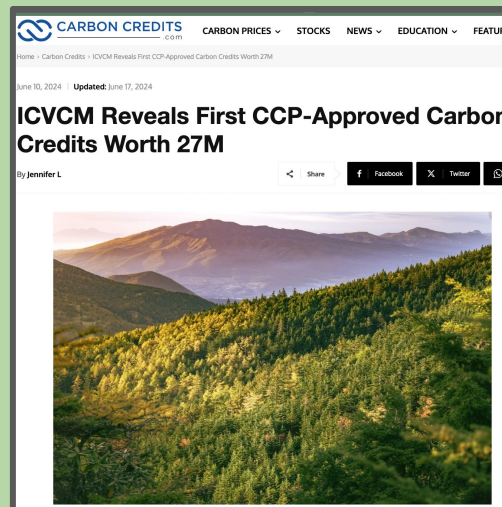 CARBON CREDITS
.com
CARBON PRICES
STOCKS
NEWS
EDUCATION
FEATU
Home > Carbon Credits > ICVCM Reveals First CCP-Approved Carbon Credits Worth 27M
June 10, 2024 | Updated: June 17, 2024
ICVCM Reveals First CCP-Approved Carbon
Credits Worth 27M
By Jennifer L
Share
Facebook
Twitter